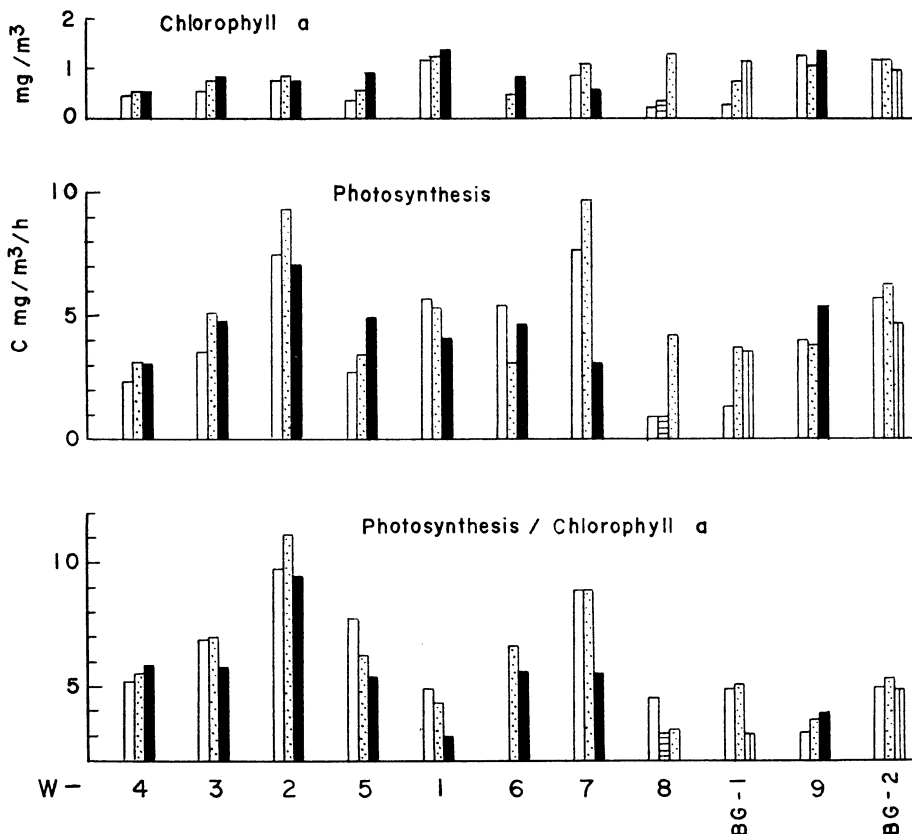 Chlorophyll a
mg/m³
2
1
0
Photosynthesis
C mg/m³/h
10
5
0
Photosynthesis / Chlorophyll a
10
5
W – 4 3 2 5 1 6 7 8 BG-1 9 BG-2